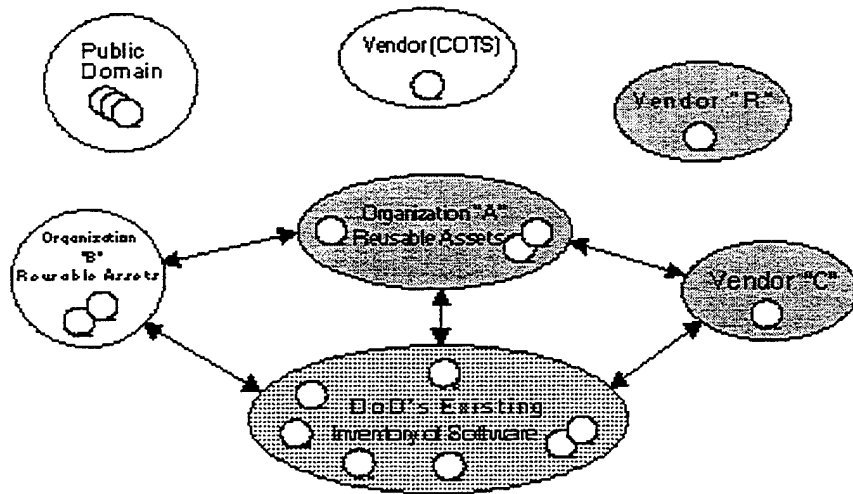 Public
Domain
Vendor(COTS)
Vendor "R"
Organization "A"
Reusable Assets
Organization
"B"
Reusable Assets
Vendor "C"
DoD's Existing
Inventory of Software